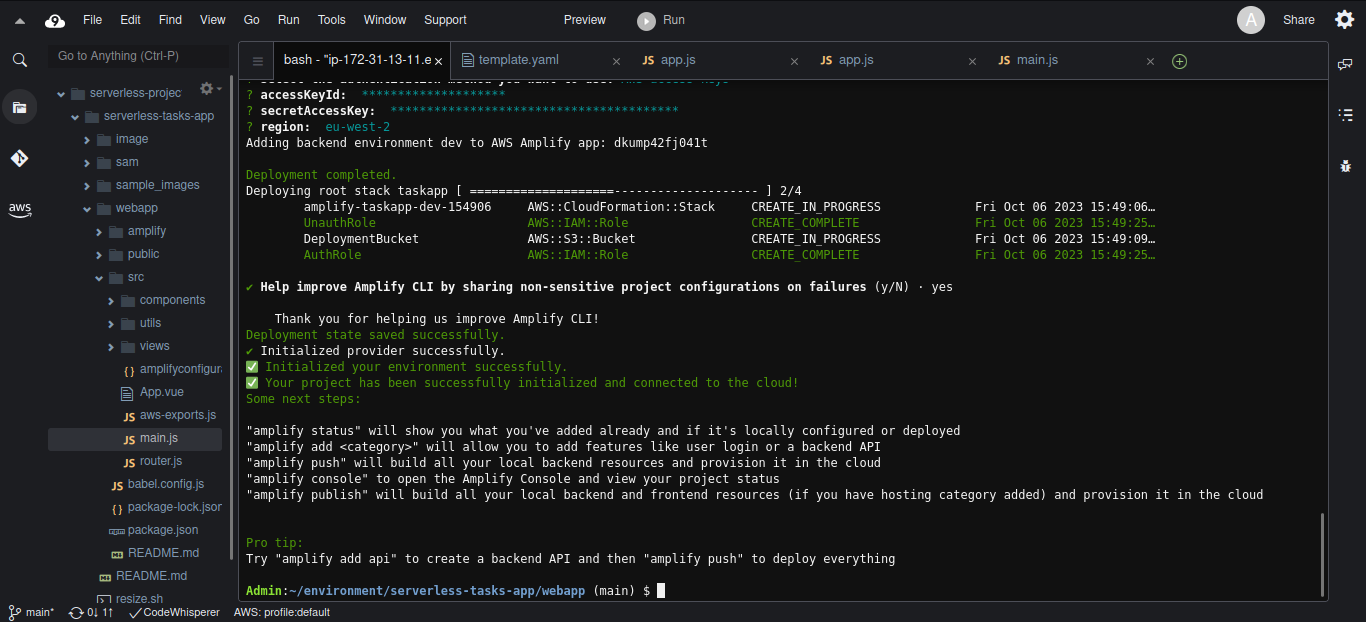 9 File Edit Find View Go Run Tools Window Support Preview Run A Share
Go to Anything (Ctrl-P)
bash - "ip-172-31-13-11.e × template.yaml × JS app.js × JS app.js × JS main.js ×
serverless-projec
serverless-tasks-app
image
sam
sample_images
webapp
amplify
public
src
components
utils
views
{ } amplifyconfigura
App.vue
JS aws-exports.js
JS main.js
JS router.js
JS babel.config.js
{ } package-lock.json
package.json
README.md
README.md
resize.sh
aws
? accessKeyId: ********************
? secretAccessKey: ****************************************
? region: eu-west-2
Adding backend environment dev to AWS Amplify app: dkump42fj041t
Deployment completed.
Deploying root stack taskapp [ ====================-------------------- ] 2/4
amplify-taskapp-dev-154906 AWS::CloudFormation::Stack CREATE_IN_PROGRESS Fri Oct 06 2023 15:49:06…
UnauthRole AWS::IAM::Role CREATE_COMPLETE Fri Oct 06 2023 15:49:25…
DeploymentBucket AWS::S3::Bucket CREATE_IN_PROGRESS Fri Oct 06 2023 15:49:09…
AuthRole AWS::IAM::Role CREATE_COMPLETE Fri Oct 06 2023 15:49:25…
✔ Help improve Amplify CLI by sharing non-sensitive project configurations on failures (y/N) · yes
Thank you for helping us improve Amplify CLI!
Deployment state saved successfully.
✔ Initialized provider successfully.
✅ Initialized your environment successfully.
✅ Your project has been successfully initialized and connected to the cloud!
Some next steps:
"amplify status" will show you what you've added already and if it's locally configured or deployed
"amplify add <category>" will allow you to add features like user login or a backend API
"amplify push" will build all your local backend resources and provision it in the cloud
"amplify console" to open the Amplify Console and view your project status
"amplify publish" will build all your local backend and frontend resources (if you have hosting category added) and provision it in the cloud
Pro tip:
Try "amplify add api" to create a backend API and then "amplify push" to deploy everything
Admin:~/environment/serverless-tasks-app/webapp (main) $
main* 0↓ 1↑ CodeWhisperer AWS: profile:default